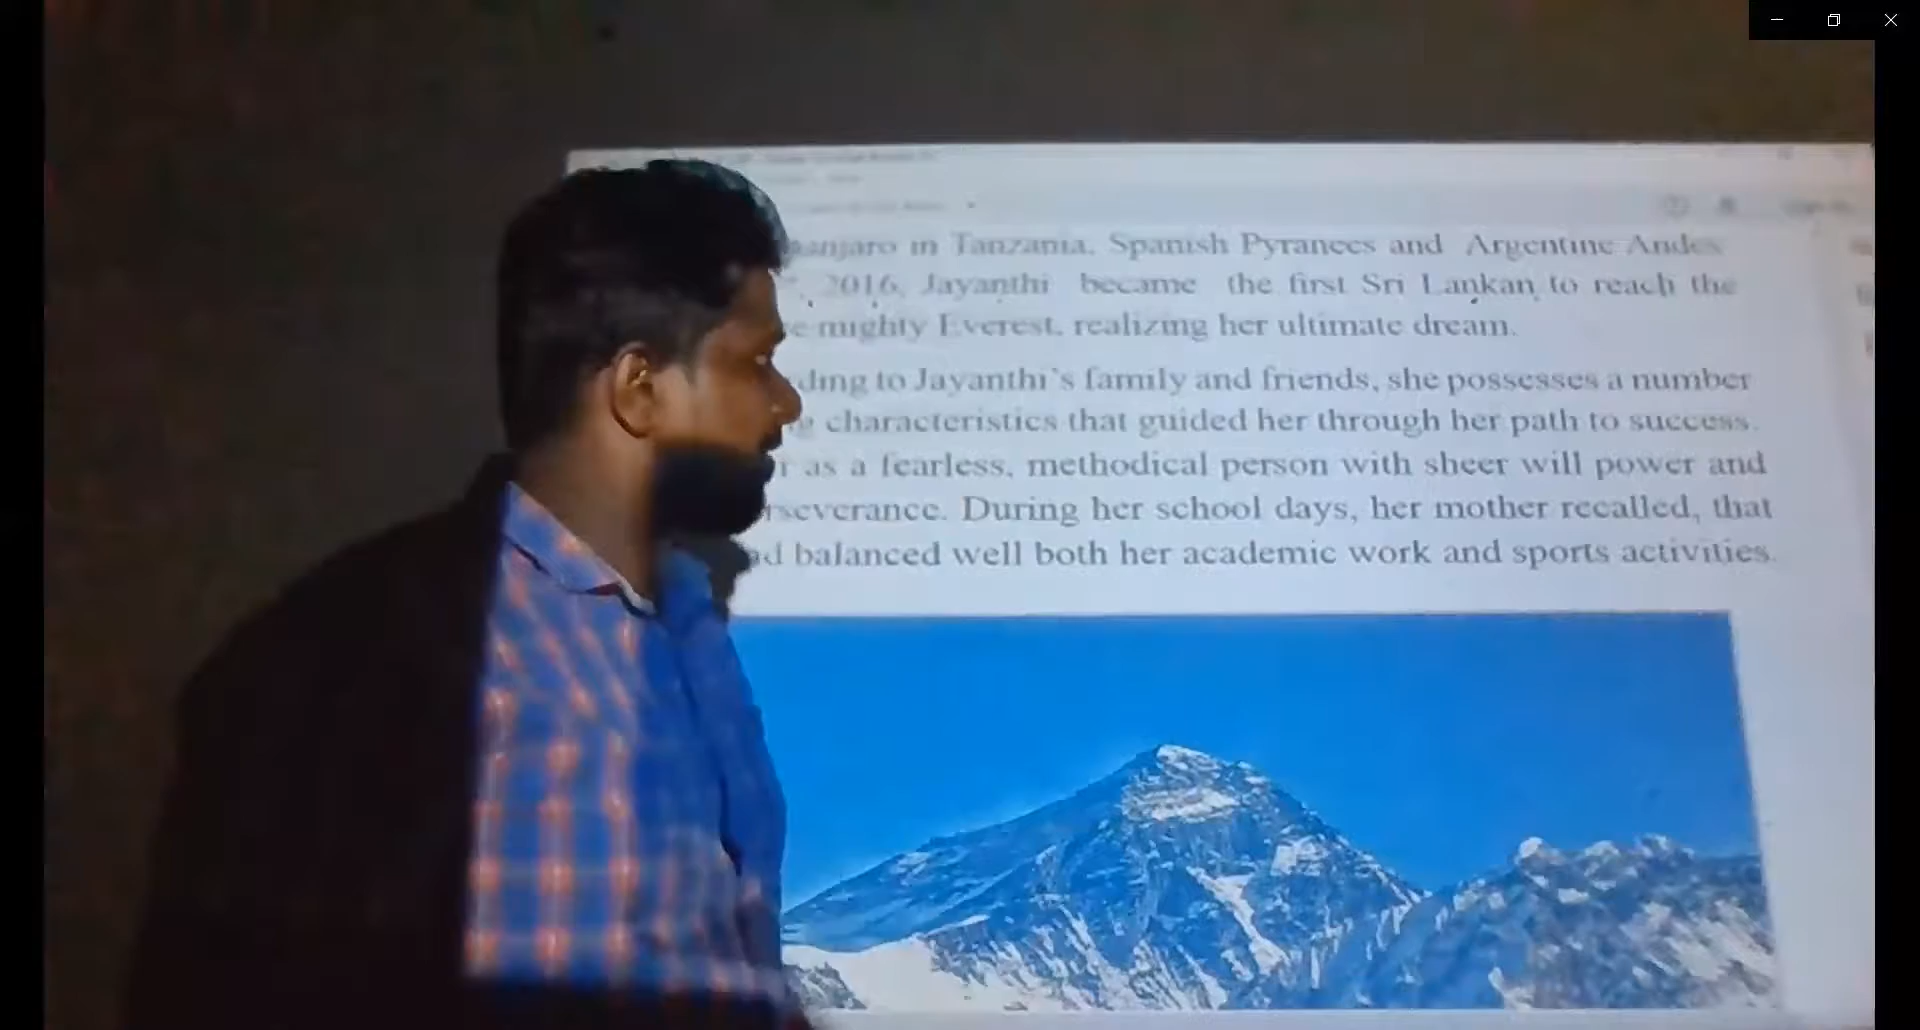 in Tanzania, Spanish Pyranees and Argentine Andes
2016, Jayanthi became the first Sri Lankan to reach the
mighty Everest, realizing her ultimate dream.
to Jayanthi's family and friends, she possesses a number
characteristics that guided her through her path to success.
as a fearless, methodical person with sheer will power and
During her school days, her mother recalled, that
balanced well both her academic work and sports activities.